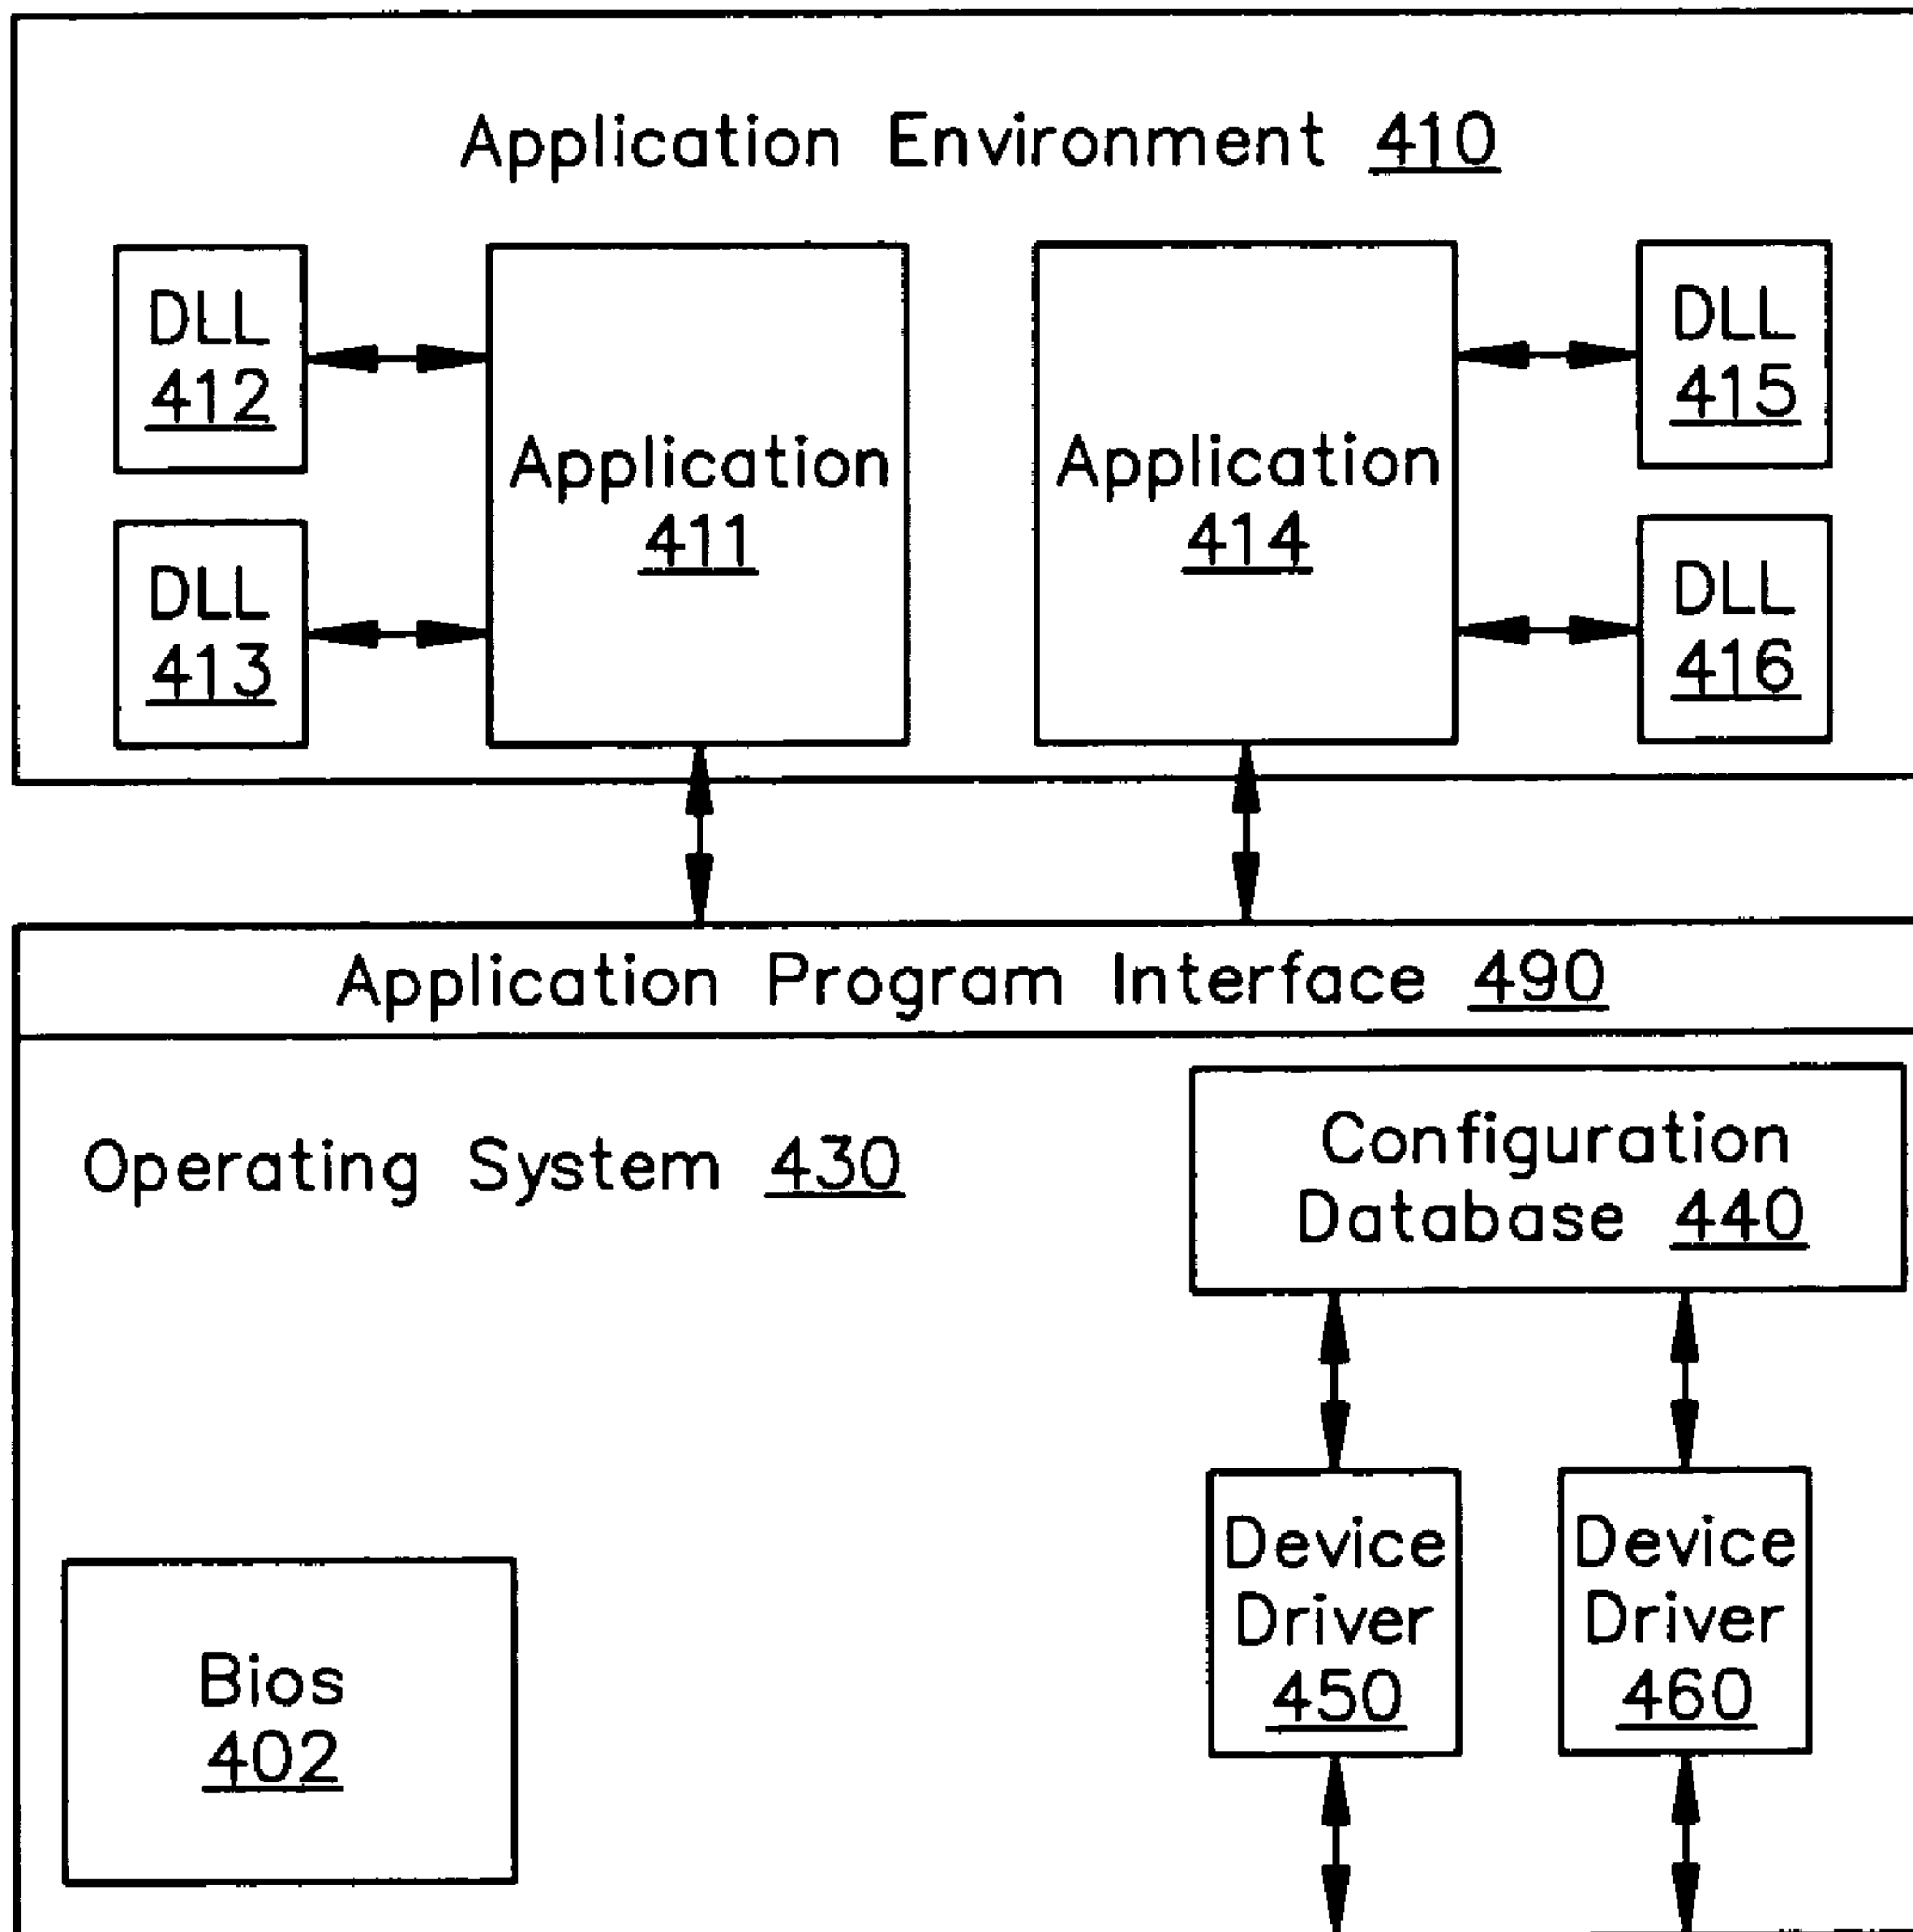 Application Environment 410
DLL
412
DLL
413
Application
411
Application
414
DLL
415
DLL
416
Application Program Interface 490
Operating System 430
Configuration
Database 440
Device
Driver
450
Device
Driver
460
Bios
402